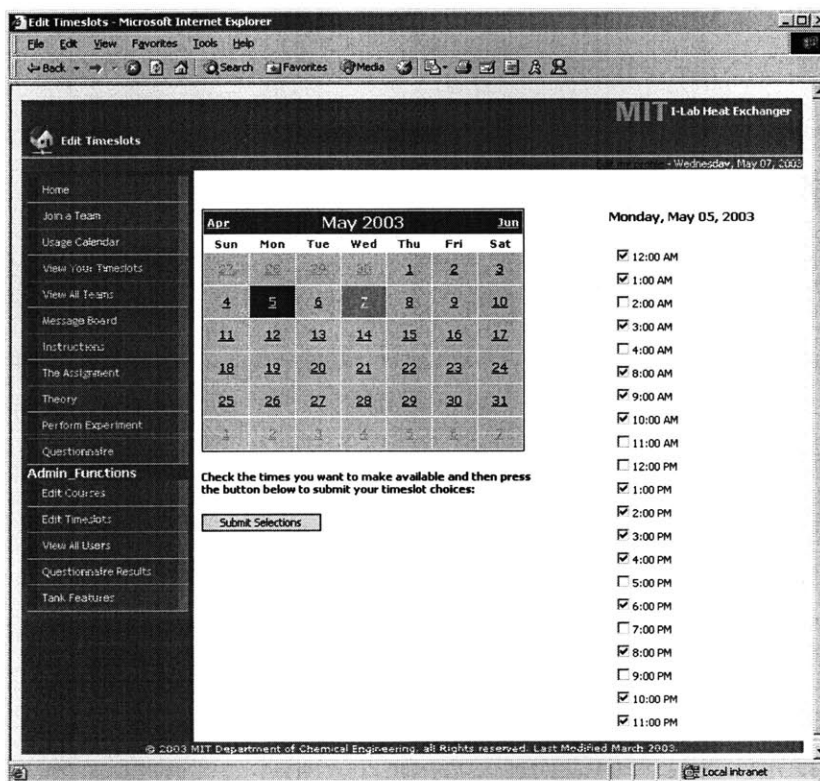 Edit Timeslots - Microsoft Internet Explorer
File Edit View Favorites Tools Help
Back Search Favorites Media
MIT I-Lab Heat Exchanger
Edit Timeslots
- Wednesday, May 07, 2003
Home
Join a Team
Usage Calendar
View Your Timeslots
View All Teams
Message Board
Instructions
The Assignment
Theory
Perform Experiment
Questionnaire
Admin_Functions
Edit Courses
Edit Timeslots
View All Users
Questionnaire Results
Tank Features
Apr May 2003 Jun
Sun Mon Tue Wed Thu Fri Sat
27 28 29 30 1 2 3
4 5 6 7 8 9 10
11 12 13 14 15 16 17
18 19 20 21 22 23 24
25 26 27 28 29 30 31
1 2 3 4 5 6 7
Check the times you want to make available and then press
the button below to submit your timeslot choices:
Submit Selections
Monday, May 05, 2003
12:00 AM
1:00 AM
2:00 AM
3:00 AM
4:00 AM
8:00 AM
9:00 AM
10:00 AM
11:00 AM
12:00 PM
1:00 PM
2:00 PM
3:00 PM
4:00 PM
5:00 PM
6:00 PM
7:00 PM
8:00 PM
9:00 PM
10:00 PM
11:00 PM
© 2003 MIT Department of Chemical Engineering, all Rights reserved. Last Modified March 2003.
Local intranet